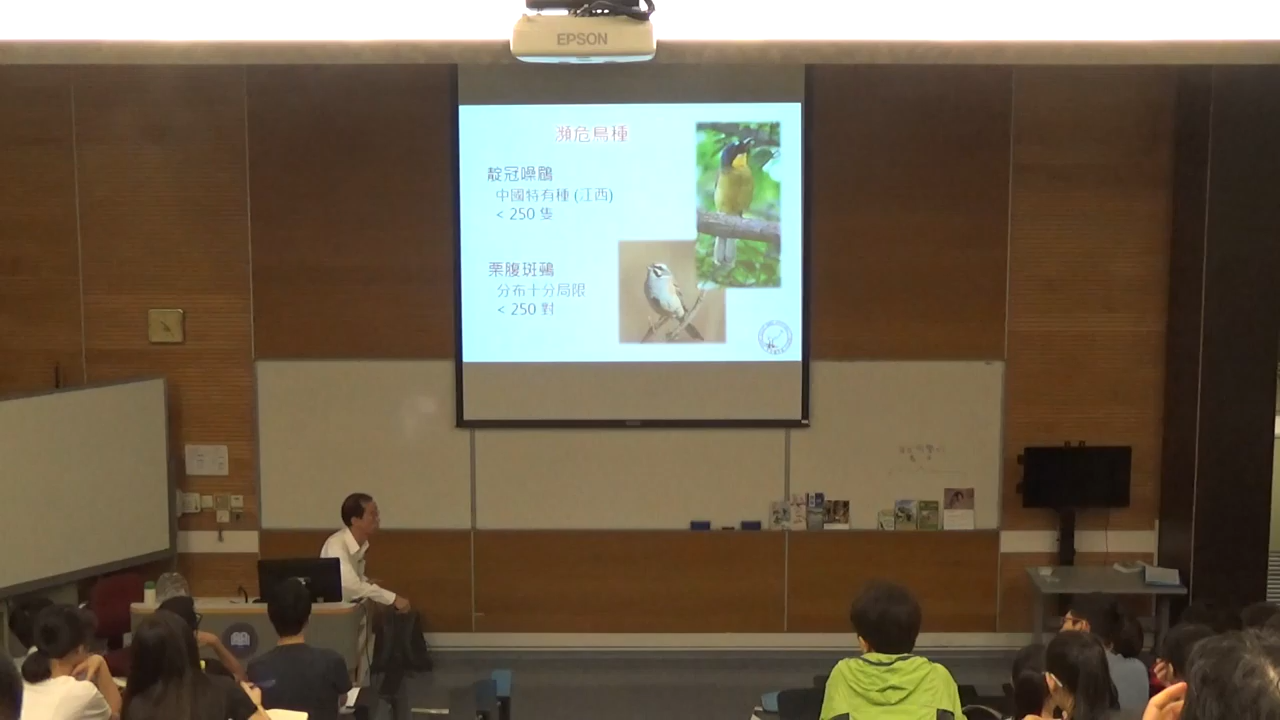 EPSON
瀕危鳥種
靛冠噪鶥
中國特有種 (江西)
< 250 隻
栗腹斑鵐
分布十分局限
< 250 對